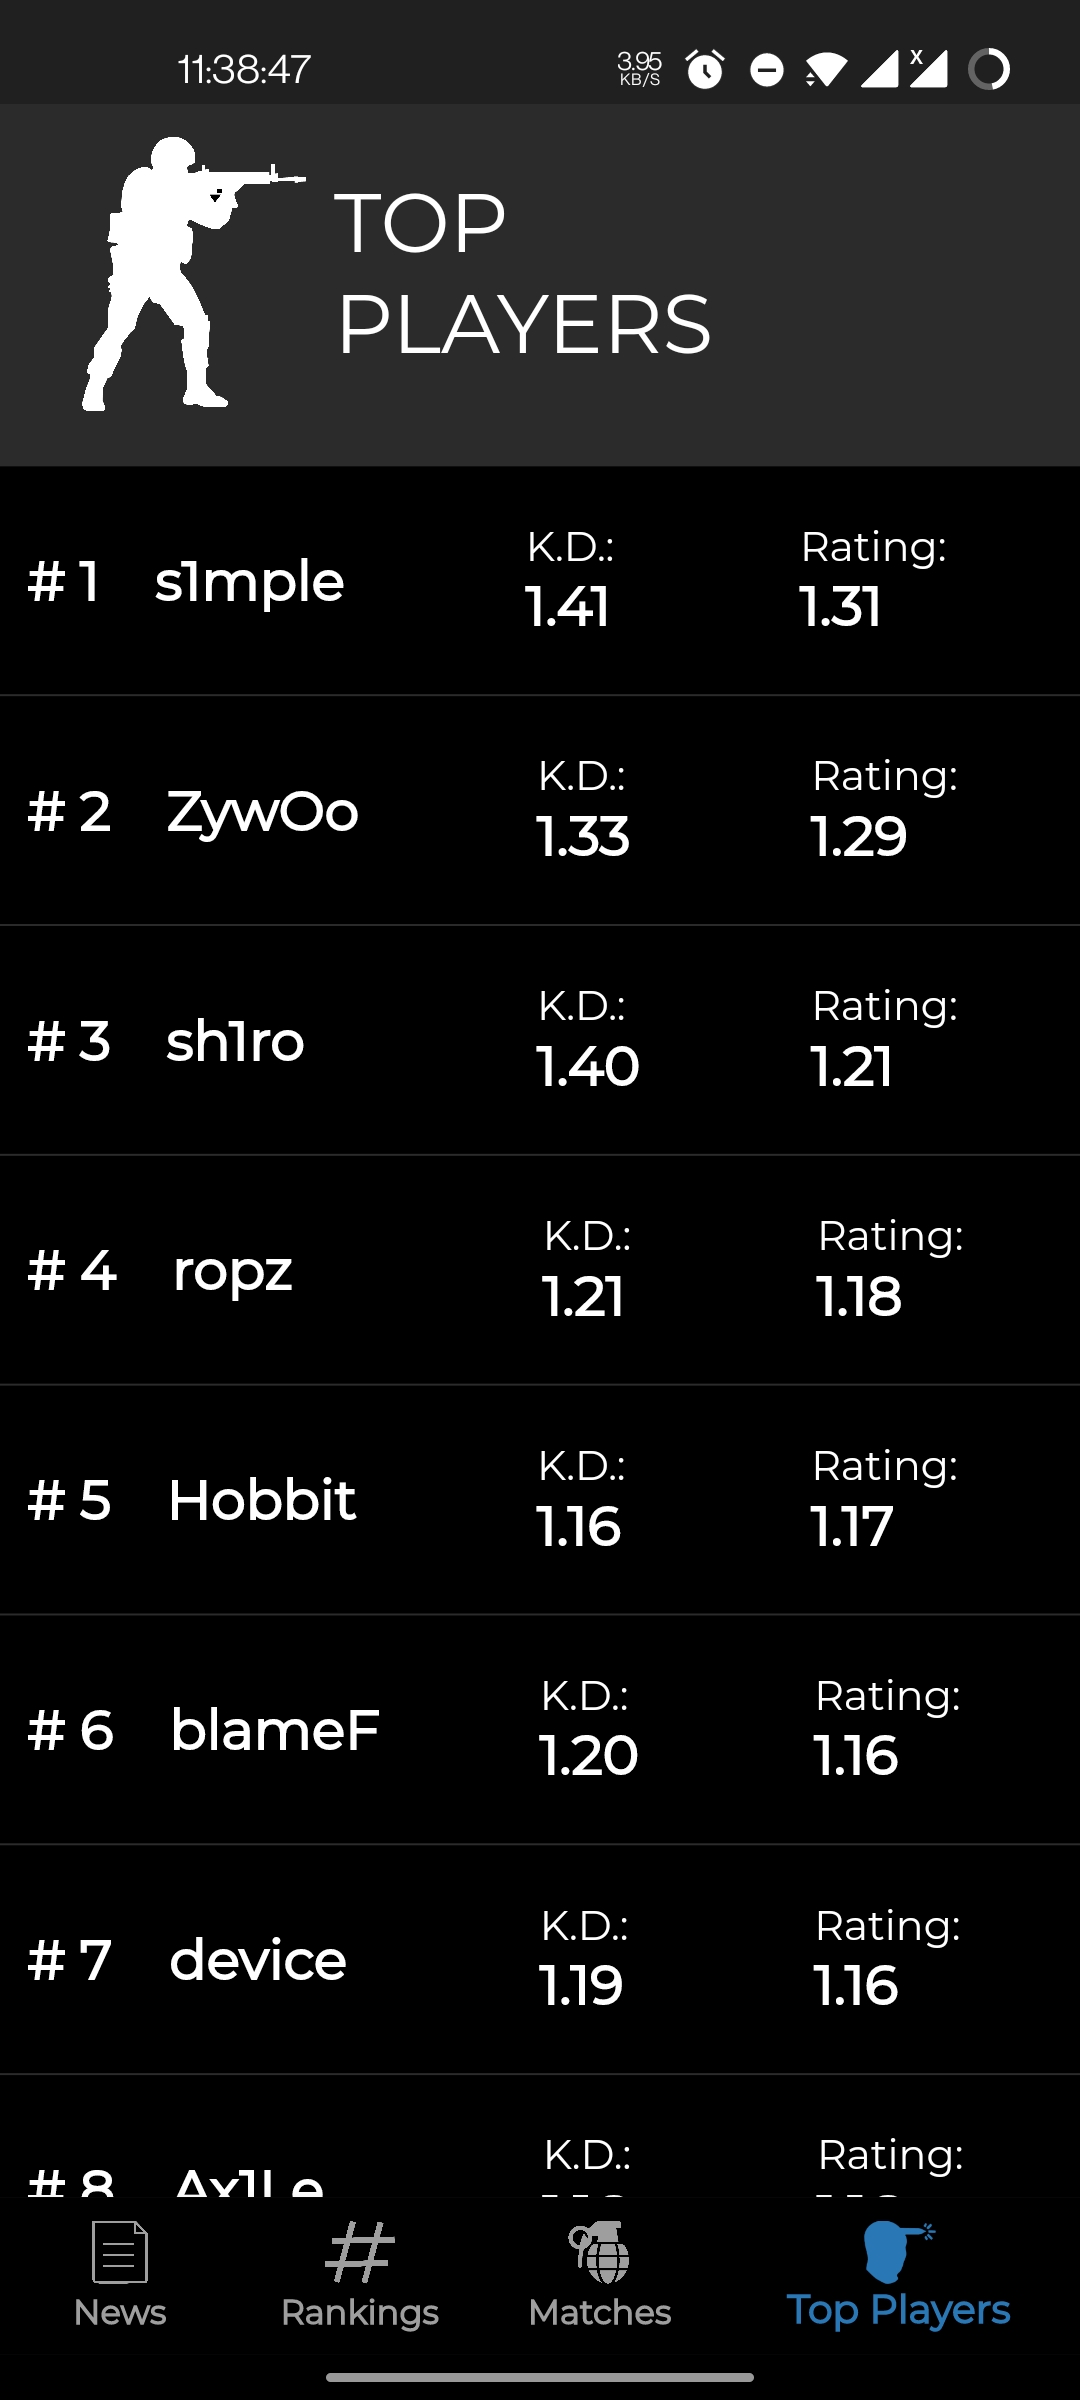 11:38:47
3.95
KB/S
X
TOP
PLAYERS
# 1 s1mple K.D.: 1.41 Rating: 1.31
# 2 ZywOo K.D.: 1.33 Rating: 1.29
# 3 sh1ro K.D.: 1.40 Rating: 1.21
# 4 ropz K.D.: 1.21 Rating: 1.18
# 5 Hobbit K.D.: 1.16 Rating: 1.17
# 6 blameF K.D.: 1.20 Rating: 1.16
# 7 device K.D.: 1.19 Rating: 1.16
# 8 Ax1Le K.D.: Rating:
News Rankings Matches Top Players